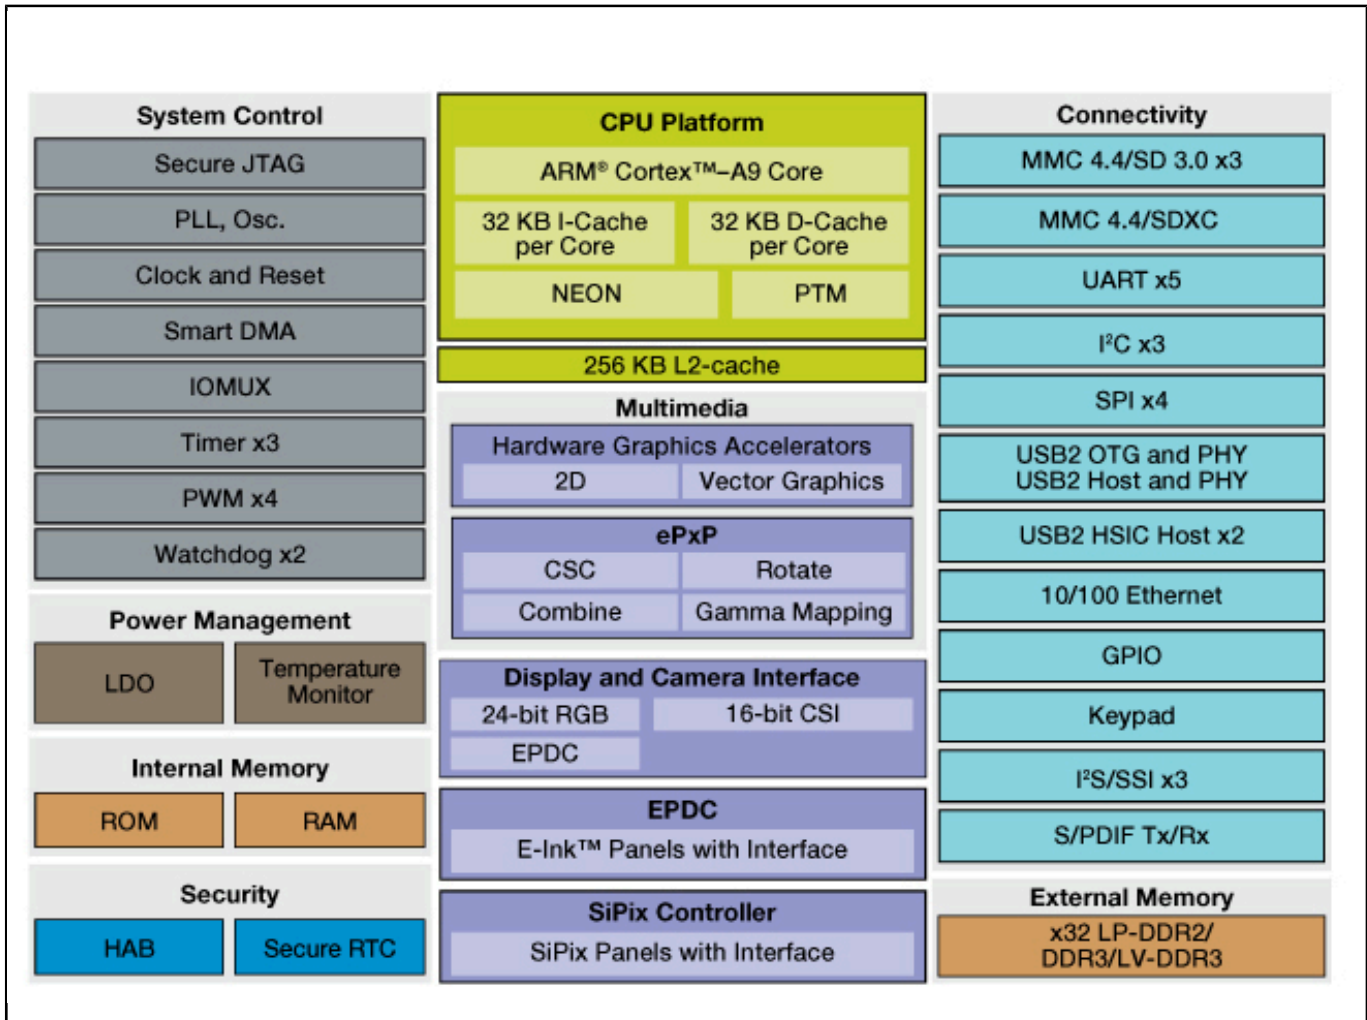 System Control
Secure JTAG
PLL, Osc.
Clock and Reset
Smart DMA
IOMUX
Timer x3
PWM x4
Watchdog x2
Power Management
LDO
Temperature
Monitor
Internal Memory
ROM
RAM
Security
HAB
Secure RTC
CPU Platform
ARM® Cortex™–A9 Core
32 KB I-Cache
per Core
32 KB D-Cache
per Core
NEON
PTM
256 KB L2-cache
Multimedia
Hardware Graphics Accelerators
2D
Vector Graphics
ePxP
CSC
Rotate
Combine
Gamma Mapping
Display and Camera Interface
24-bit RGB
16-bit CSI
EPDC
EPDC
E-Ink™ Panels with Interface
SiPix Controller
SiPix Panels with Interface
Connectivity
MMC 4.4/SD 3.0 x3
MMC 4.4/SDXC
UART x5
I²C x3
SPI x4
USB2 OTG and PHY
USB2 Host and PHY
USB2 HSIC Host x2
10/100 Ethernet
GPIO
Keypad
I²S/SSI x3
S/PDIF Tx/Rx
External Memory
x32 LP-DDR2/
DDR3/LV-DDR3